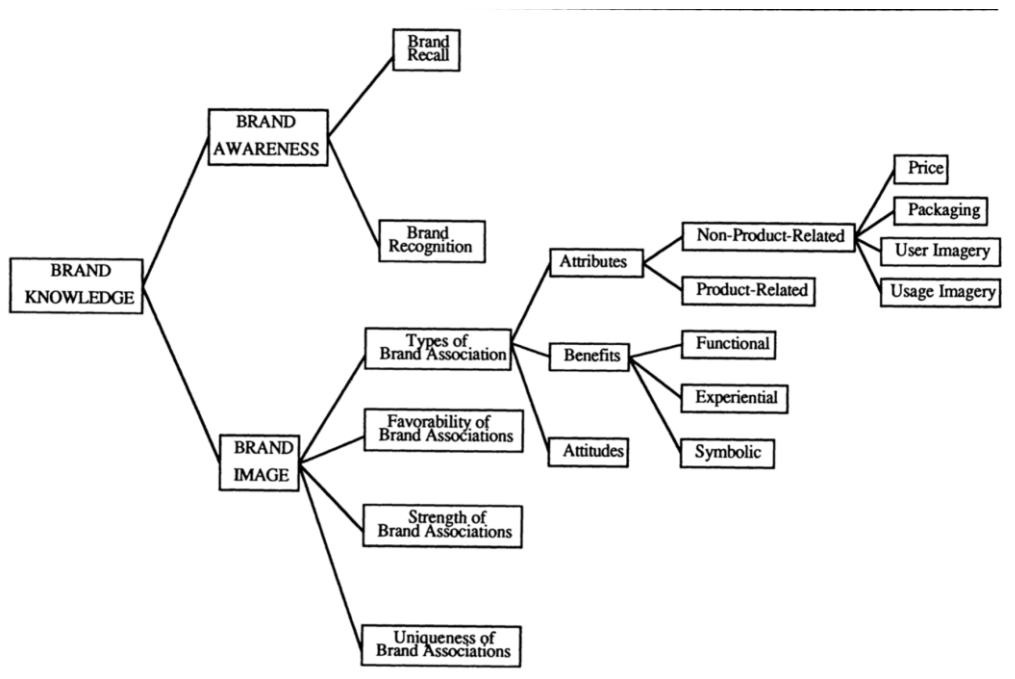 Brand
Recall
BRAND
AWARENESS
Brand
Recognition
BRAND
KNOWLEDGE
BRAND
IMAGE
Types of
Brand Association
Favorability of
Brand Associations
Strength of
Brand Associations
Uniqueness of
Brand Associations
Attributes
Benefits
Attitudes
Non-Product-Related
Product-Related
Functional
Experiential
Symbolic
Price
Packaging
User Imagery
Usage Imagery